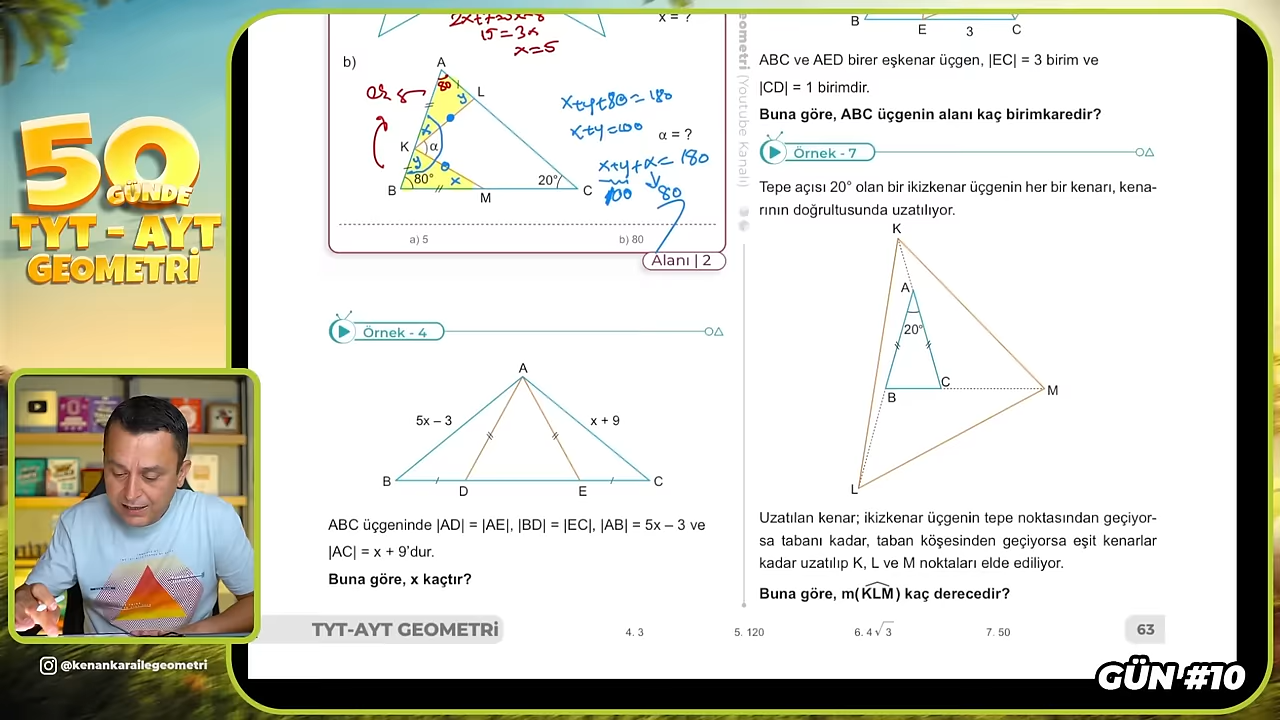 50
GÜNDE
TYT - AYT
GEOMETRİ
15=3x
x=5
x = ?
b)
A
80
y
L
x
K
α
y
x
B
80°
M
20°
C
x+y+80=180
x+y=100
α = ?
x+y+α=180
100
80
a) 5
b) 80
Alanı | 2
Örnek - 4
A
5x – 3
x + 9
B
D
E
C
ABC üçgeninde |AD| = |AE|, |BD| = |EC|, |AB| = 5x – 3 ve
|AC| = x + 9’dur.
Buna göre, x kaçtır?
eometri (Youtube Kanalı)
B
E
3
C
ABC ve AED birer eşkenar üçgen, |EC| = 3 birim ve
|CD| = 1 birimdir.
Buna göre, ABC üçgenin alanı kaç birimkaredir?
Örnek - 7
Tepe açısı 20° olan bir ikizkenar üçgenin her bir kenarı, kena-
rının doğrultusunda uzatılıyor.
K
A
20°
B
C
M
L
Uzatılan kenar; ikizkenar üçgenin tepe noktasından geçiyor-
sa tabanı kadar, taban köşesinden geçiyorsa eşit kenarlar
kadar uzatılıp K, L ve M noktaları elde ediliyor.
Buna göre, m(KLM) kaç derecedir?
TYT-AYT GEOMETRİ
4. 3
5. 120
6. 4√3
7. 50
63
@kenankarailegeometri
GÜN #10